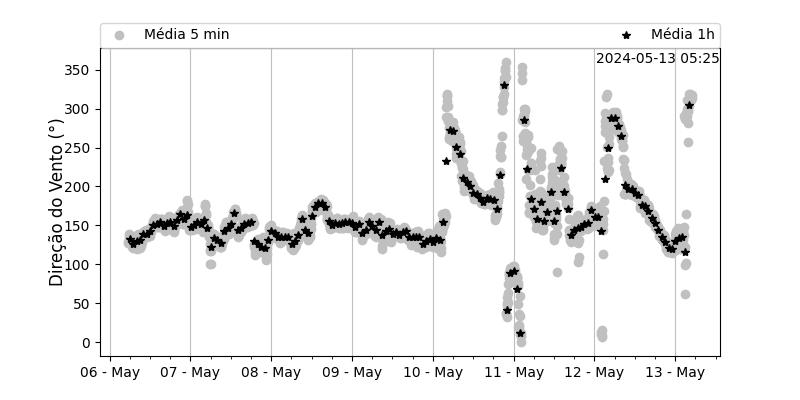 Média 5 min
Média 1h
2024-05-13 05:25
Direção do Vento (°)
350
300
250
200
150
100
50
0
06 - May
07 - May
08 - May
09 - May
10 - May
11 - May
12 - May
13 - May